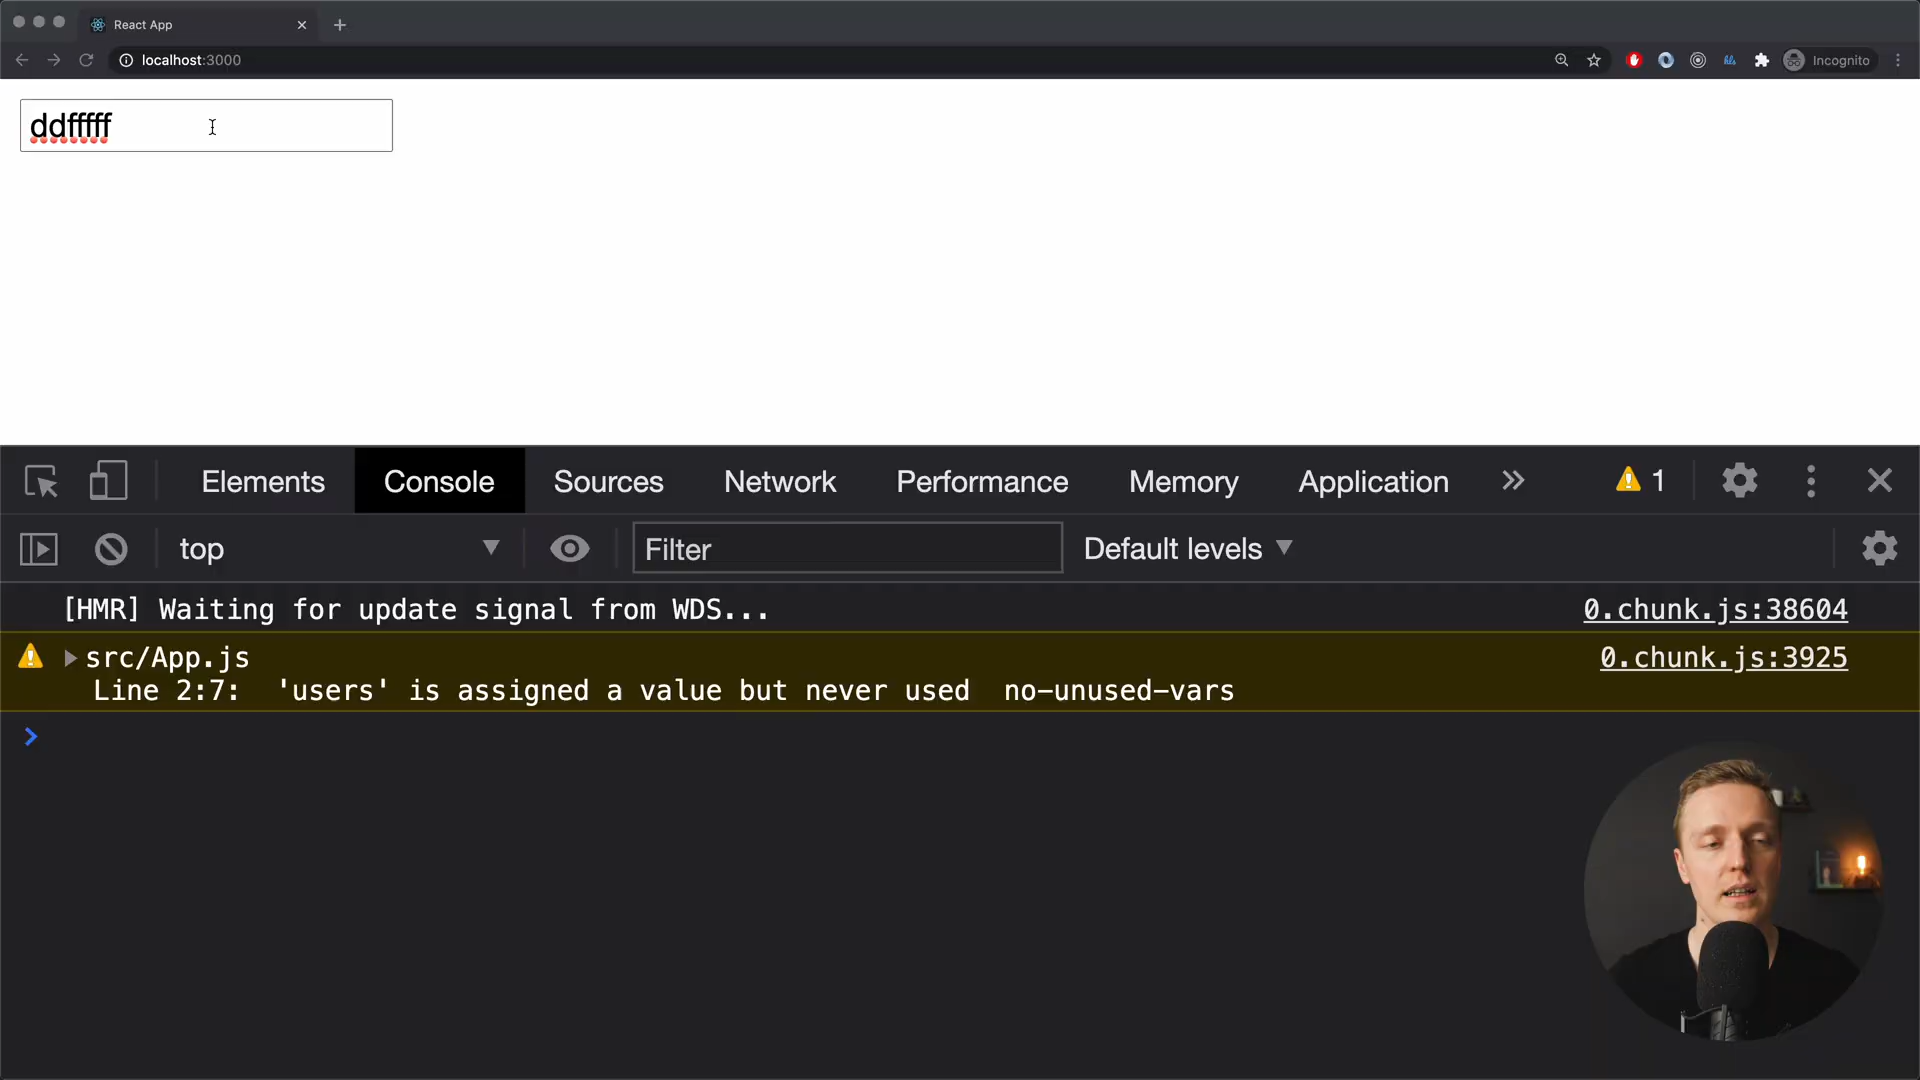 React App
localhost:3000
Incognito
ddfffff
Elements Console Sources Network Performance Memory Application 1
top Filter Default levels
[HMR] Waiting for update signal from WDS... 0.chunk.js:38604
src/App.js 0.chunk.js:3925
Line 2:7:  'users' is assigned a value but never used  no-unused-vars